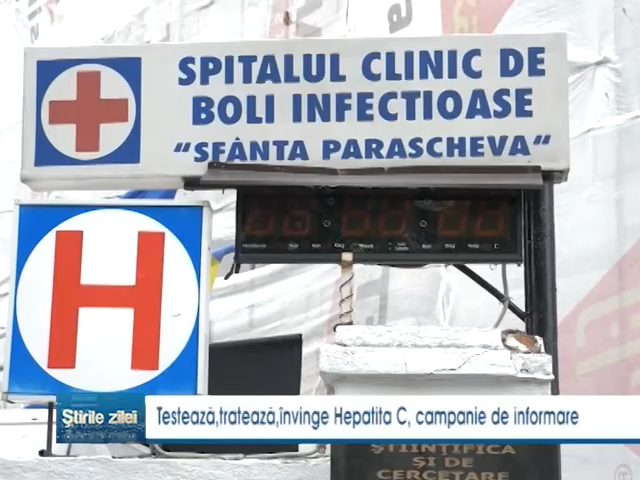 SPITALUL CLINIC DE
BOLI INFECTIOASE
"SFÂNTA PARASCHEVA"
H
Știrile zilei
Testează,tratează,învinge Hepatita C, campanie de informare
STIINTIFICA
ȘI DE
CERCETARE